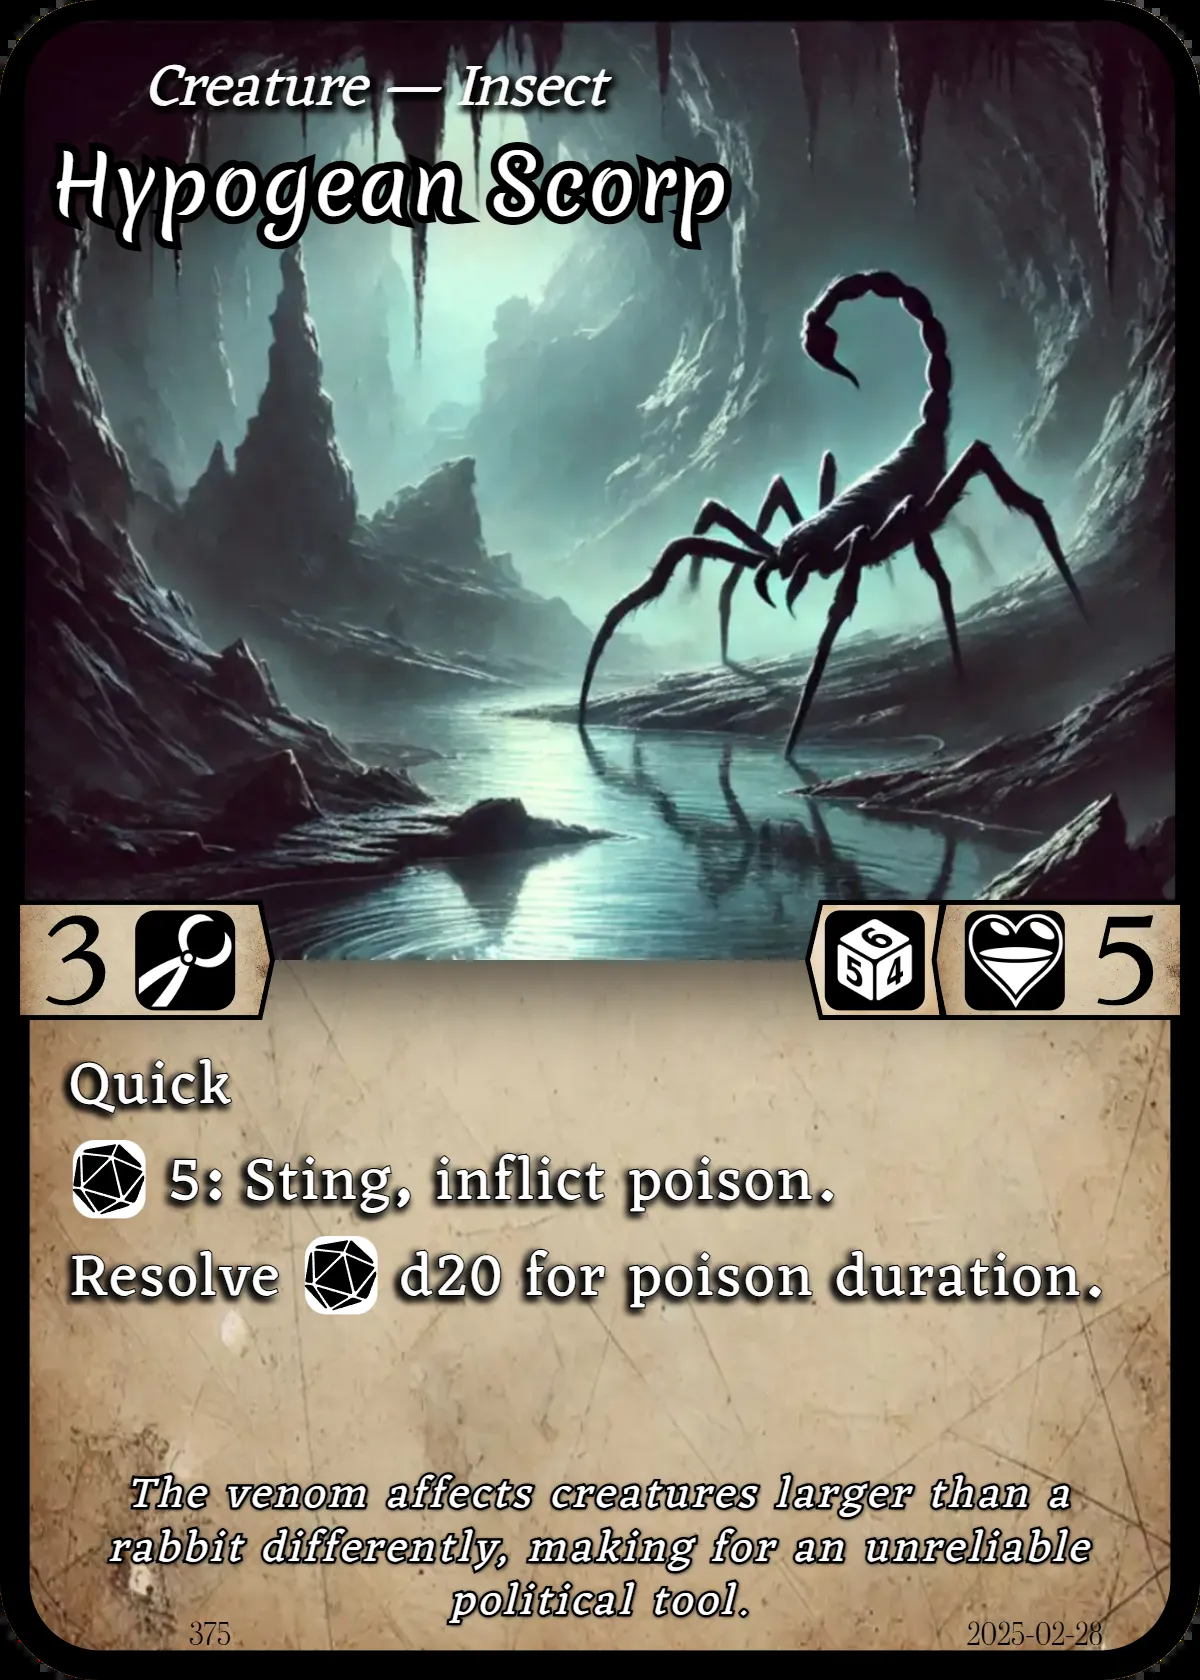 Creature — Insect
Hypogean Scorp
3
6
5 4
5
Quick
5: Sting, inflict poison.
Resolve d20 for poison duration.
The venom affects creatures larger than a
rabbit differently, making for an unreliable
political tool.
375
2025-02-28